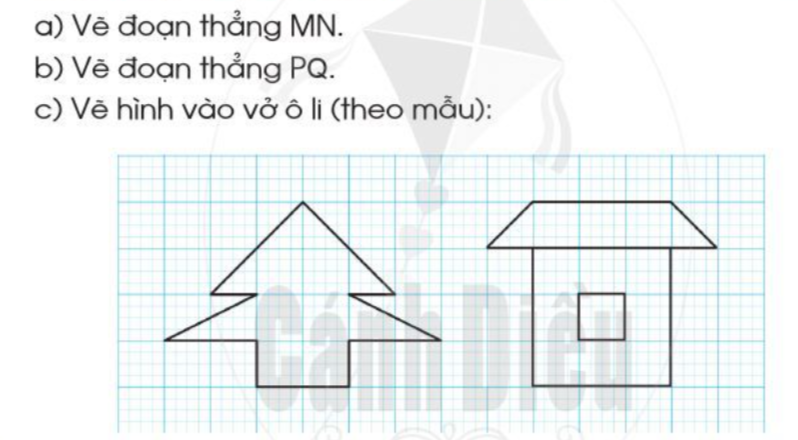 a) Vẽ đoạn thẳng MN.
b) Vẽ đoạn thẳng PQ.
c) Vẽ hình vào vở ô li (theo mẫu):
Cánh Diều